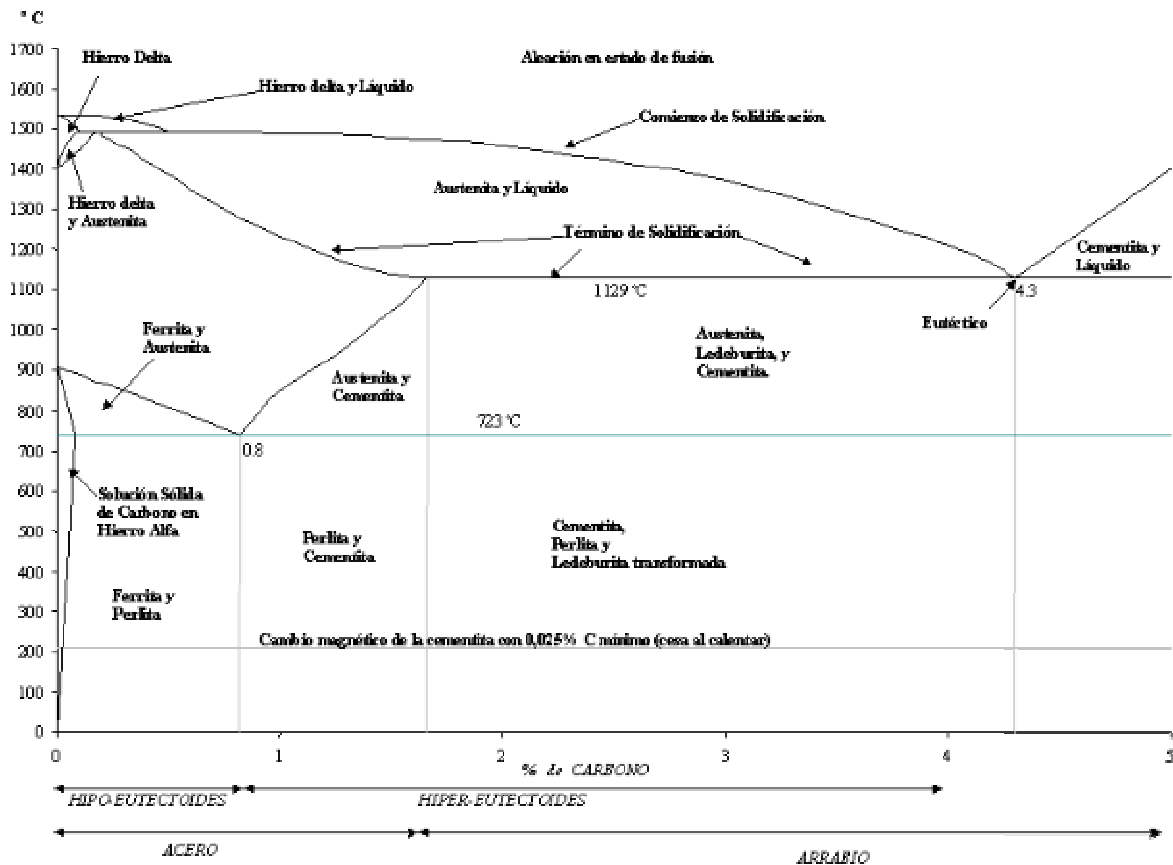 ° C
1700
Hierro Delta
Aleación en estado de fusión
1600
Hierro delta y Líquido
Comienzo de Solidificación
1500
1400
Hierro delta
y Austenita
Austenita y Líquido
1300
Término de Solidificación
1200
Cementita y
Líquido
1100
1129 °C
4.3
Eutéctico
1000
Ferrita y
Austenita
Austenita,
Ledeburita, y
Cementita.
900
Austenita y
Cementita
800
723 °C
700
0.8
600
Solución Sólida
de Carbono en
Hierro Alfa
500
Perlita y
Cementita
Cementita,
Perlita y
Ledeburita transformada
400
Ferrita y
Perlita
300
Cambio magnético de la cementita con 0,025% C mínimo (cesa al calentar)
200
100
0
0
1
2
3
4
5
% de CARBONO
HIPO-EUTECTOIDES
HIPER-EUTECTOIDES
ACERO
ARRABIO